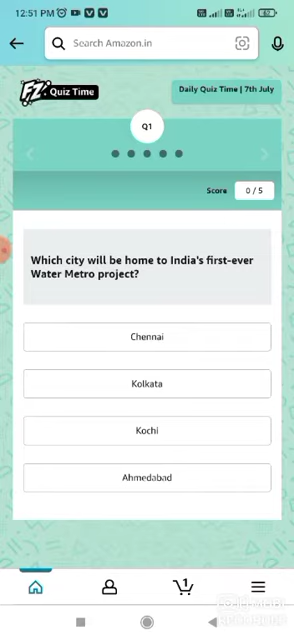 12:51 PM
Search Amazon.in
FZ. Quiz Time
Daily Quiz Time | 7th July
Q1
Score 0 / 5
Which city will be home to India's first-ever
Water Metro project?
Chennai
Kolkata
Kochi
Ahmedabad
1